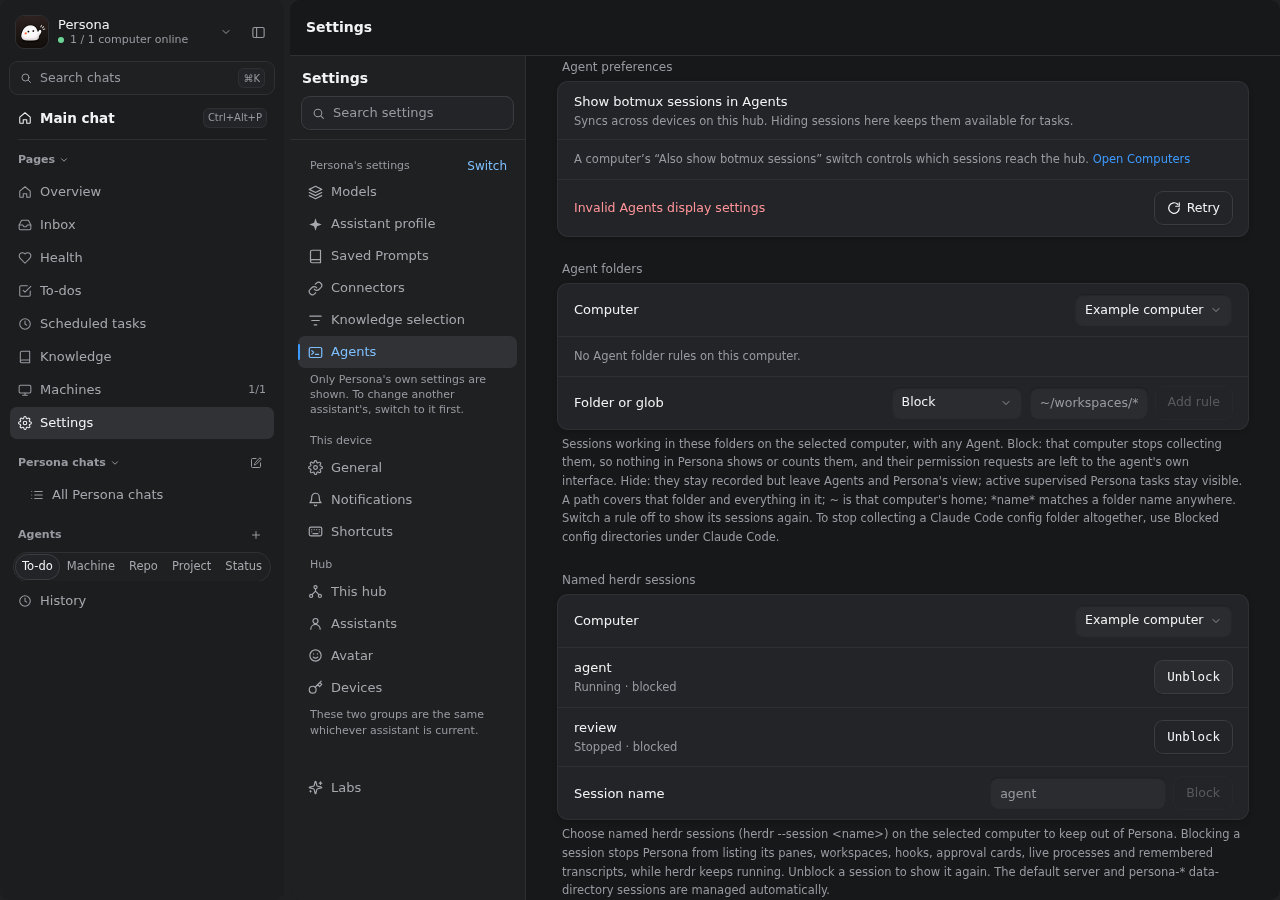 Persona
1 / 1 computer online
Search chats
⌘K
Main chat
Ctrl+Alt+P
Pages
Overview
Inbox
Health
To-dos
Scheduled tasks
Knowledge
Machines
1/1
Settings
Persona chats
All Persona chats
Agents
To-do
Machine
Repo
Project
Status
History
Settings
Settings
Search settings
Persona's settings
Switch
Models
Assistant profile
Saved Prompts
Connectors
Knowledge selection
Agents
Only Persona's own settings are
shown. To change another
assistant's, switch to it first.
This device
General
Notifications
Shortcuts
Hub
This hub
Assistants
Avatar
Devices
These two groups are the same
whichever assistant is current.
Labs
Agent preferences
Show botmux sessions in Agents
Syncs across devices on this hub. Hiding sessions here keeps them available for tasks.
A computer’s “Also show botmux sessions” switch controls which sessions reach the hub. Open Computers
Invalid Agents display settings
Retry
Agent folders
Computer
Example computer
No Agent folder rules on this computer.
Folder or glob
Block
~/workspaces/*
Add rule
Sessions working in these folders on the selected computer, with any Agent. Block: that computer stops collecting
them, so nothing in Persona shows or counts them, and their permission requests are left to the agent's own
interface. Hide: they stay recorded but leave Agents and Persona's view; active supervised Persona tasks stay visible.
A path covers that folder and everything in it; ~ is that computer's home; *name* matches a folder name anywhere.
Switch a rule off to show its sessions again. To stop collecting a Claude Code config folder altogether, use Blocked
config directories under Claude Code.
Named herdr sessions
Computer
Example computer
agent
Running · blocked
Unblock
review
Stopped · blocked
Unblock
Session name
agent
Block
Choose named herdr sessions (herdr --session <name>) on the selected computer to keep out of Persona. Blocking a
session stops Persona from listing its panes, workspaces, hooks, approval cards, live processes and remembered
transcripts, while herdr keeps running. Unblock a session to show it again. The default server and persona-* data-
directory sessions are managed automatically.